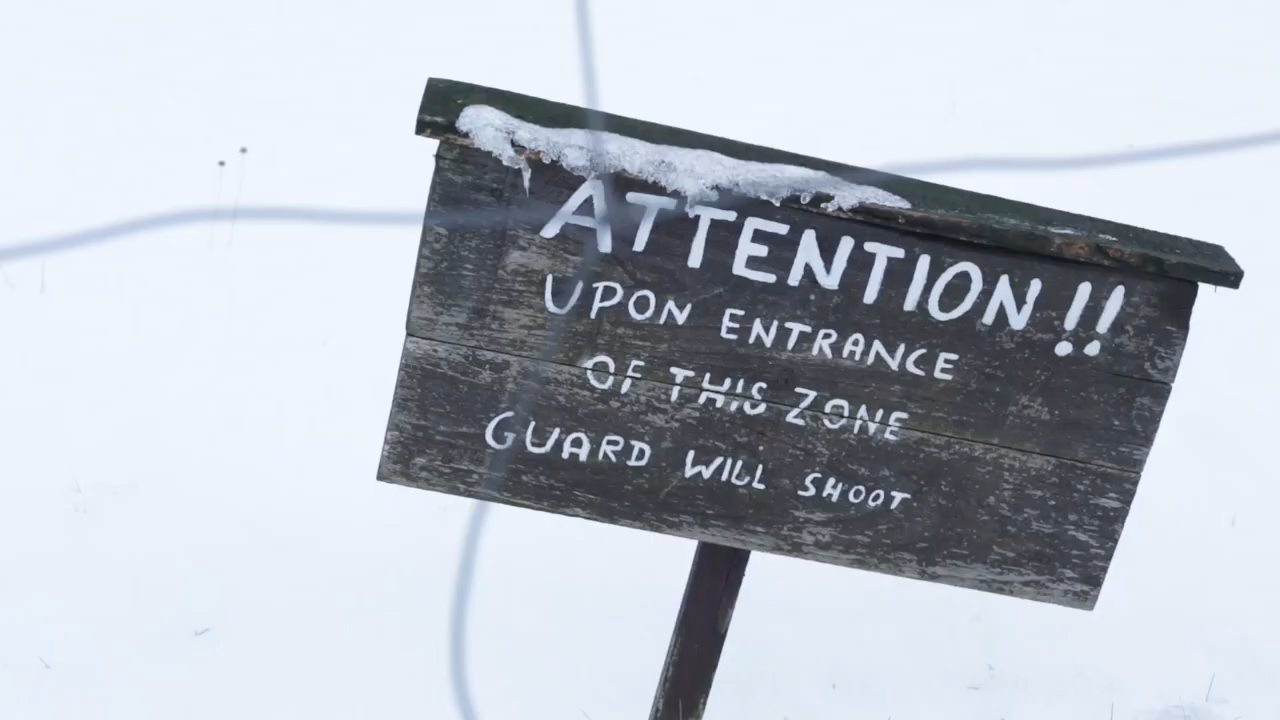 ATTENTION!!
UPON ENTRANCE
OF THIS ZONE
GUARD WILL SHOOT